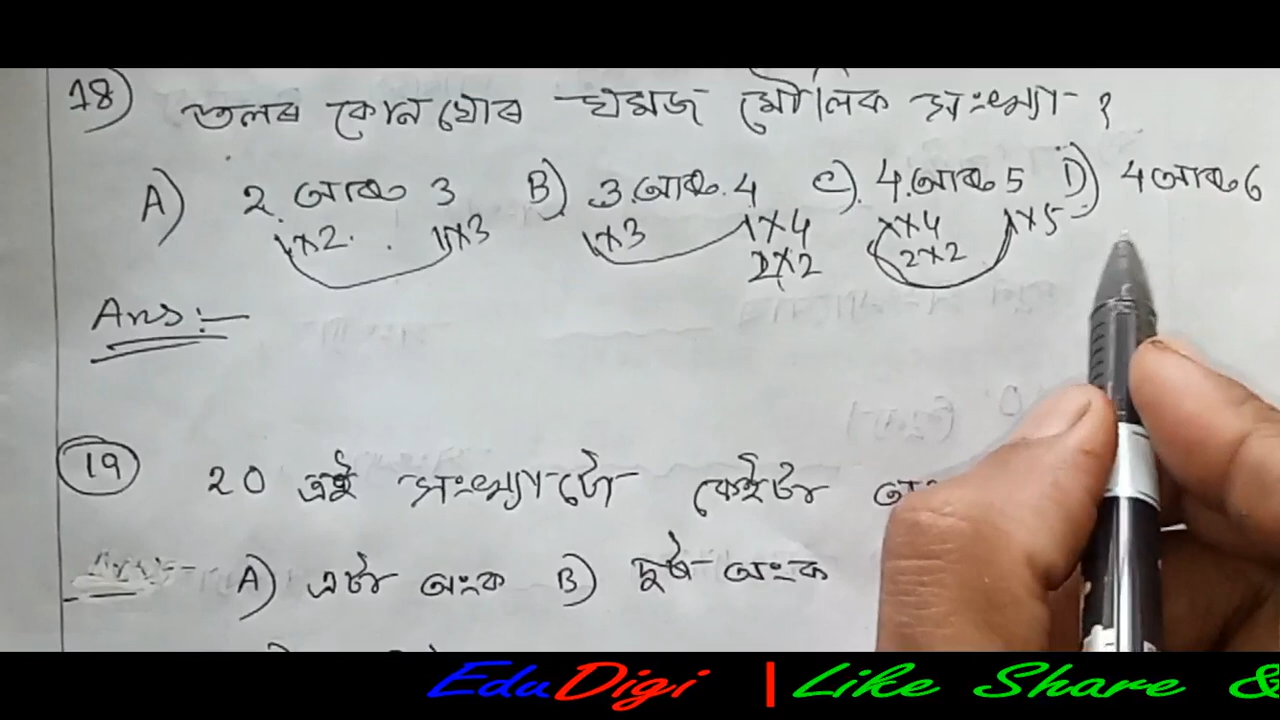 18) তলৰ কোনযোৰ যমজ মৌলিক সংখ্যা ?
A) 2 আৰু 3 B) 3 আৰু 4 C) 4 আৰু 5 D) 4 আৰু 6
1×2 1×3 1×3 1×4 1×4 1×5
2×2 2×2
Ans:-
19 20 এই সংখ্যাটো কেইটা
A) এটা অংক B) দুটা অংক
EduDigi | Like Share &